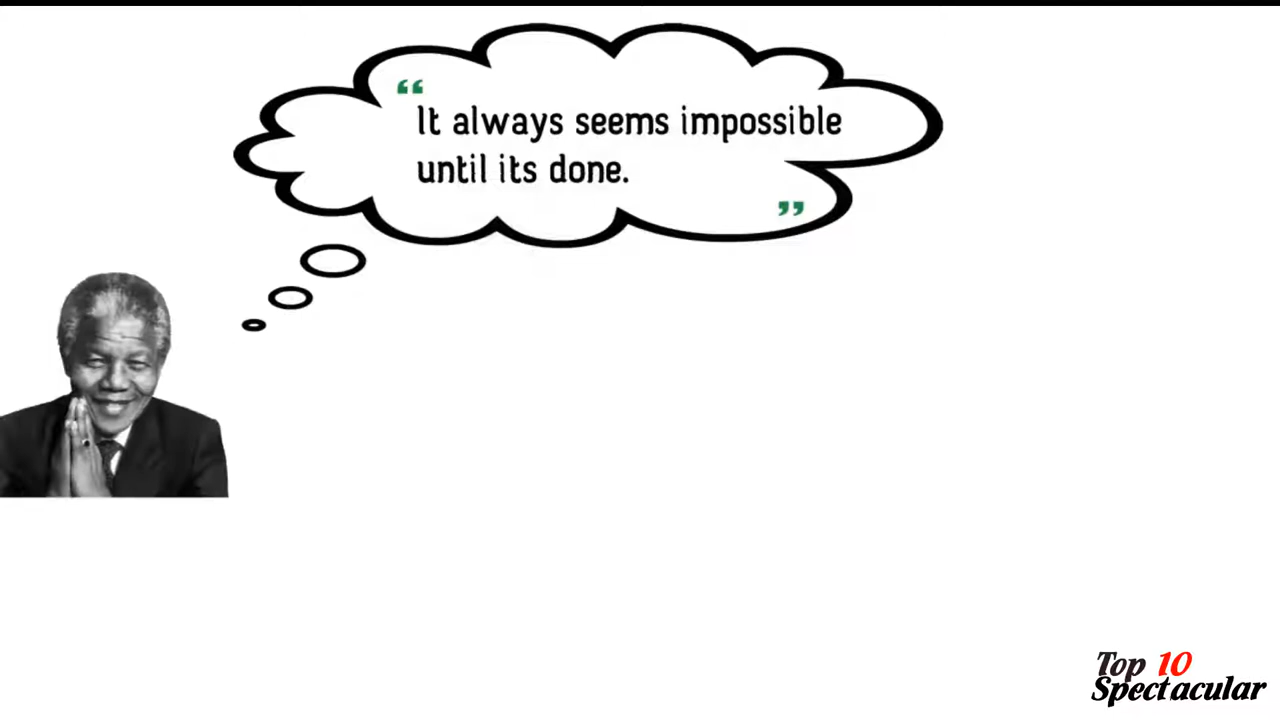 “
It always seems impossible
until its done.
”
Top 10
Spectacular